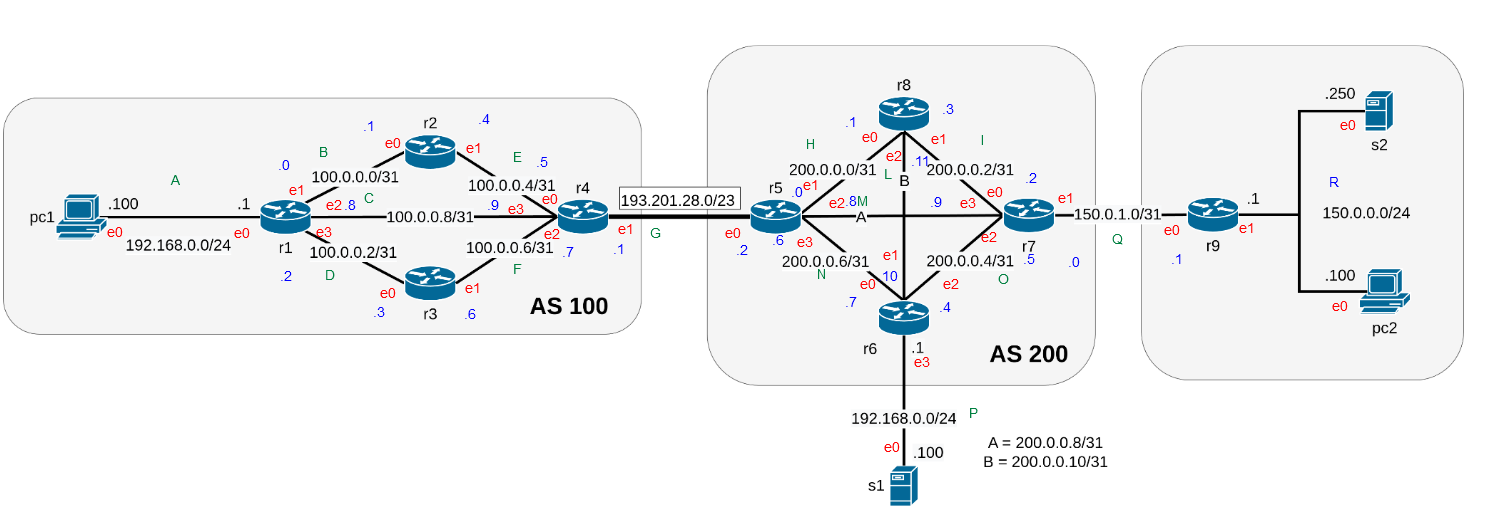 r8
.3
.1
e0
e1
H
I
e2
.11
200.0.0.0/31
200.0.0.2/31
L
B
.250
e0
s2
r2
.4
.1
e0
e1
B
E
.5
.0
100.0.0.0/31
100.0.0.4/31
A
e1
C
r4
e0
193.201.28.0/23
r5
.0
e1
.2
e0
e1
R
pc1
.100
.1
e2
.8
100.0.0.8/31
.9
e3
e2
.8
M
A
.9
e3
150.0.1.0/31
.1
150.0.0.0/24
e0
e0
e3
e2
e1
G
e0
.6
e3
e2
r7
Q
e0
e1
192.168.0.0/24
r1
100.0.0.2/31
100.0.0.6/31
.7
.1
.2
200.0.0.6/31
e1
200.0.0.4/31
.5
.0
r9
.1
.2
D
F
N
e0
10
e2
O
.100
e0
e1
e0
pc2
.3
r3
.6
AS 100
.7
.4
r6
.1
e3
AS 200
192.168.0.0/24
P
e0
.100
s1
A = 200.0.0.8/31
B = 200.0.0.10/31